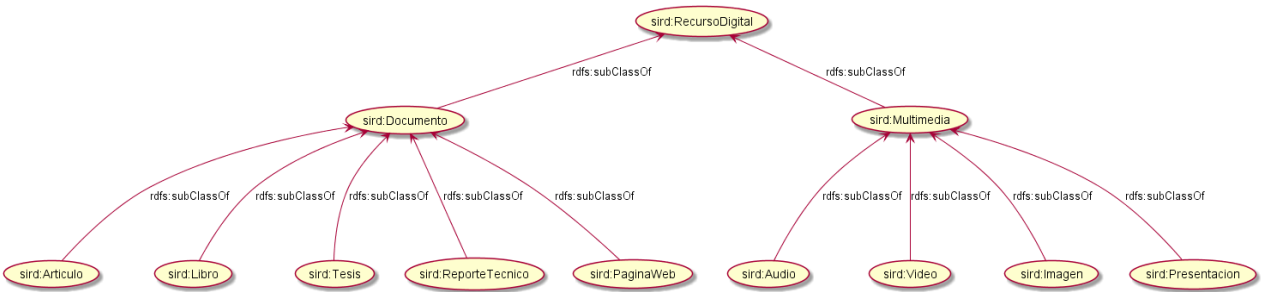 sird:RecursoDigital
rdfs:subClassOf
rdfs:subClassOf
sird:Documento
sird:Multimedia
rdfs:subClassOf
rdfs:subClassOf
rdfs:subClassOf
rdfs:subClassOf
rdfs:subClassOf
rdfs:subClassOf
rdfs:subClassOf
rdfs:subClassOf
rdfs:subClassOf
sird:Articulo
sird:Libro
sird:Tesis
sird:ReporteTecnico
sird:PaginaWeb
sird:Audio
sird:Video
sird:Imagen
sird:Presentacion